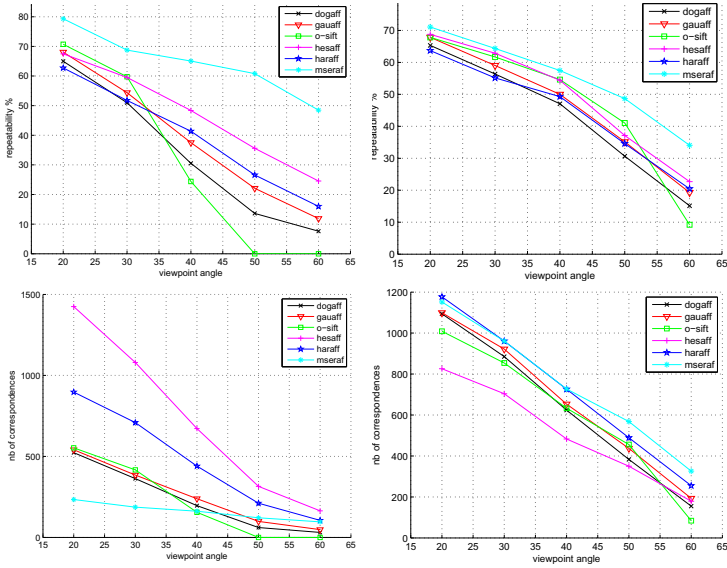 80
70
60
50
40
30
20
10
0
repeatability %
15 20 25 30 35 40 45 50 55 60 65
viewpoint angle
dogaff
gauaff
o−sift
hesaff
haraff
mseraf
70
60
50
40
30
20
10
0
repeatability %
15 20 25 30 35 40 45 50 55 60 65
viewpoint angle
dogaff
gauaff
o−sift
hesaff
haraff
mseraf
1500
1000
500
0
nb of correspondences
15 20 25 30 35 40 45 50 55 60 65
viewpoint angle
dogaff
gauaff
o−sift
hesaff
haraff
mseraf
1200
1000
800
600
400
200
0
nb of correspondences
15 20 25 30 35 40 45 50 55 60 65
viewpoint angle
dogaff
gauaff
o−sift
hesaff
haraff
mseraf